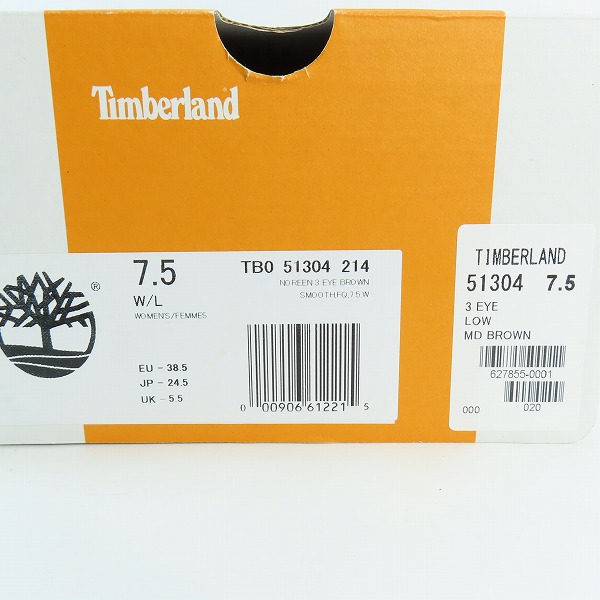 Timberland
®
7.5
W/L
WOMEN'S/FEMMES
EU - 38.5
JP - 24.5
UK - 5.5
TB0 51304 214
NOREEN 3 EYE BROWN
SMOOTH,FQ,7.5,W
0 00906 61221 5
TIMBERLAND
51304 7.5
3 EYE
LOW
MD BROWN
627855-0001
000 020